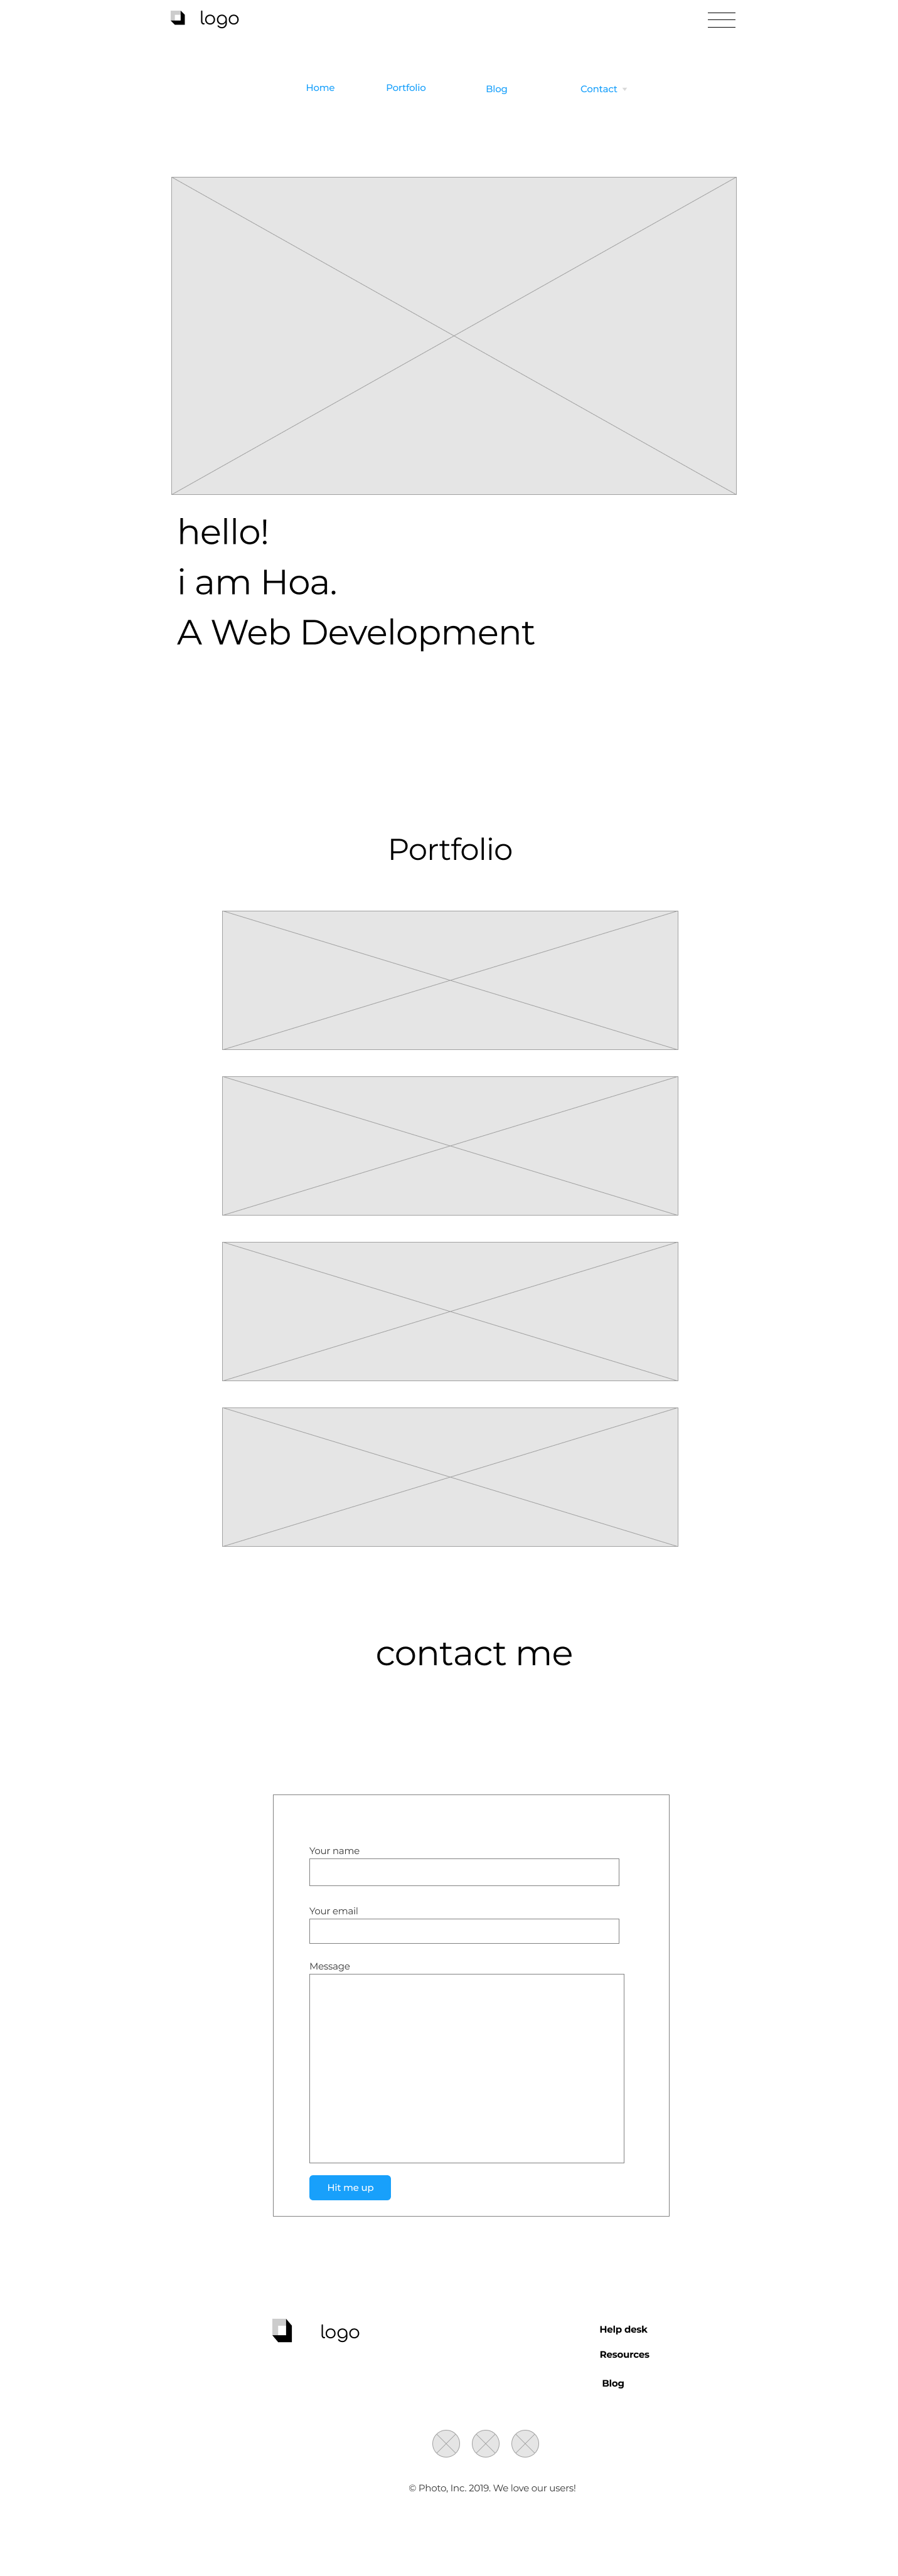 logo
Home
Portfolio
Blog
Contact
hello!
i am Hoa.
A Web Development
Portfolio
contact me
Your name
Your email
Message
Hit me up
logo
Help desk
Resources
Blog
© Photo, Inc. 2019. We love our users!